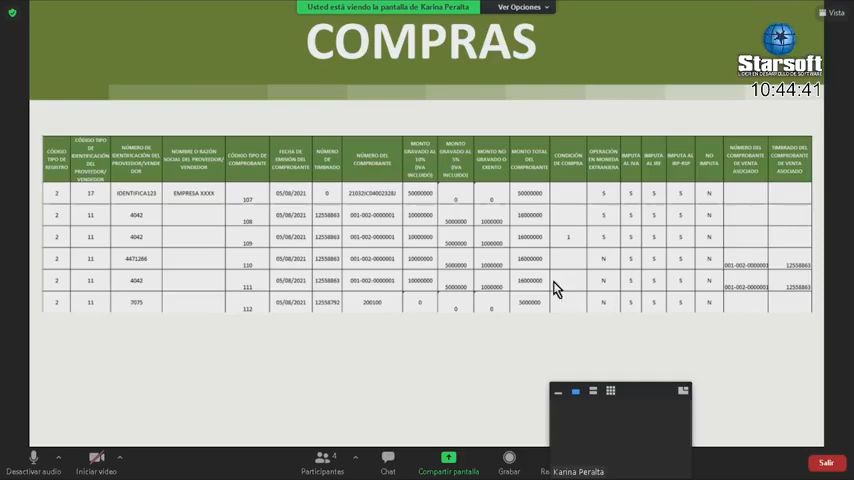 Usted está viendo la pantalla de Karina Peralta
Ver Opciones
Vista
COMPRAS
Starsoft
LIDER EN DESARROLLO DE SOFTWARE
10:44:41
CÓDIGO TIPO DE REGISTRO
CÓDIGO TIPO DE IDENTIFICACIÓN DEL PROVEEDOR/VENDEDOR
NÚMERO DE IDENTIFICACIÓN DEL PROVEEDOR/VENDEDOR
NOMBRE O RAZÓN SOCIAL DEL PROVEEDOR/VENDEDOR
CÓDIGO TIPO DE COMPROBANTE
FECHA DE EMISIÓN DEL COMPROBANTE
NÚMERO DE TIMBRADO
NÚMERO DEL COMPROBANTE
MONTO GRAVADO AL 10% (IVA INCLUIDO)
MONTO GRAVADO AL 5% (IVA INCLUIDO)
MONTO NO GRAVADO O EXENTO
MONTO TOTAL DEL COMPROBANTE
CONDICIÓN DE COMPRA
OPERACIÓN EN MONEDA EXTRANJERA
IMPUTA AL IVA
IMPUTA AL IRE
IMPUTA AL IRP-RSP
NO IMPUTA
NÚMERO DEL COMPROBANTE DE VENTA ASOCIADO
TIMBRADO DEL COMPROBANTE DE VENTA ASOCIADO
2 17 IDENTIFICA123 EMPRESA XXXX 107 05/08/2021 0 21032IC04002328J 50000000 0 0 50000000 S S S S N
2 11 4042 108 05/08/2021 12558863 001-002-0000001 10000000 5000000 1000000 16000000 S S S S N
2 11 4042 109 05/08/2021 12558863 001-002-0000001 10000000 5000000 1000000 16000000 1 S S S S N
2 11 4471266 110 05/08/2021 12558863 001-002-0000001 10000000 5000000 1000000 16000000 N S S S N 001-002-0000001 12558863
2 11 4042 111 05/08/2021 12558863 001-002-0000001 10000000 5000000 1000000 16000000 N S S S N 001-002-0000001 12558863
2 11 7075 112 05/08/2021 12558792 200100 0 0 0 5000000 N S S S N
Karina Peralta
Desactivar audio
Iniciar video
4
Participantes
Chat
Compartir pantalla
Grabar
Salir